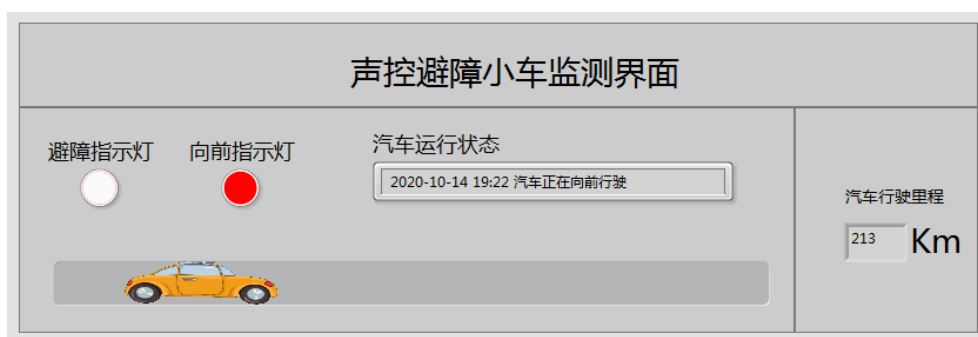 声控避障小车监测界面
避障指示灯
向前指示灯
汽车运行状态
2020-10-14 19:22 汽车正在向前行驶
汽车行驶里程
213 Km